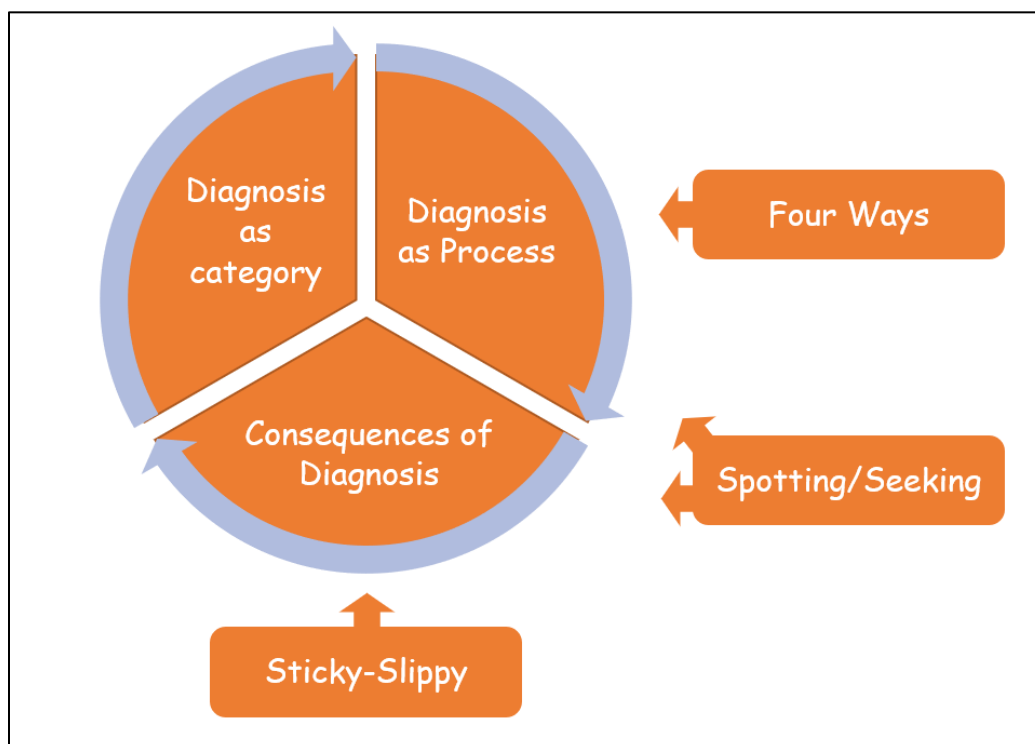 Diagnosis
as
category
Diagnosis
as Process
Four Ways
Consequences of
Diagnosis
Spotting/Seeking
Sticky-Slippy